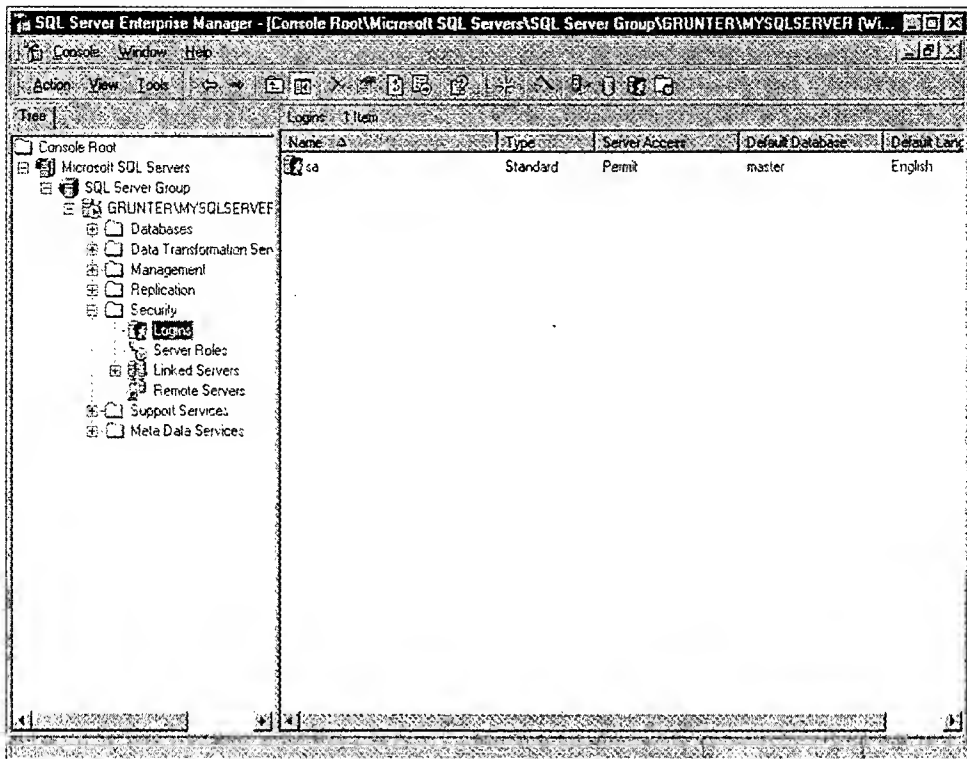 SQL Server Enterprise Manager - [Console Root\Microsoft SQL Servers\SQL Server Group\GRUNTER\MYSQLSERVER (Wi...
Console Window Help
Action View Tools
Tree
Logins 1 Item
Console Root
Microsoft SQL Servers
SQL Server Group
GRUNTER\MYSQLSERVER
Databases
Data Transformation Ser
Management
Replication
Security
Logins
Server Roles
Linked Servers
Remote Servers
Support Services
Meta Data Services
Name Type Server Access Default Database Default Lang
sa Standard Permit master English